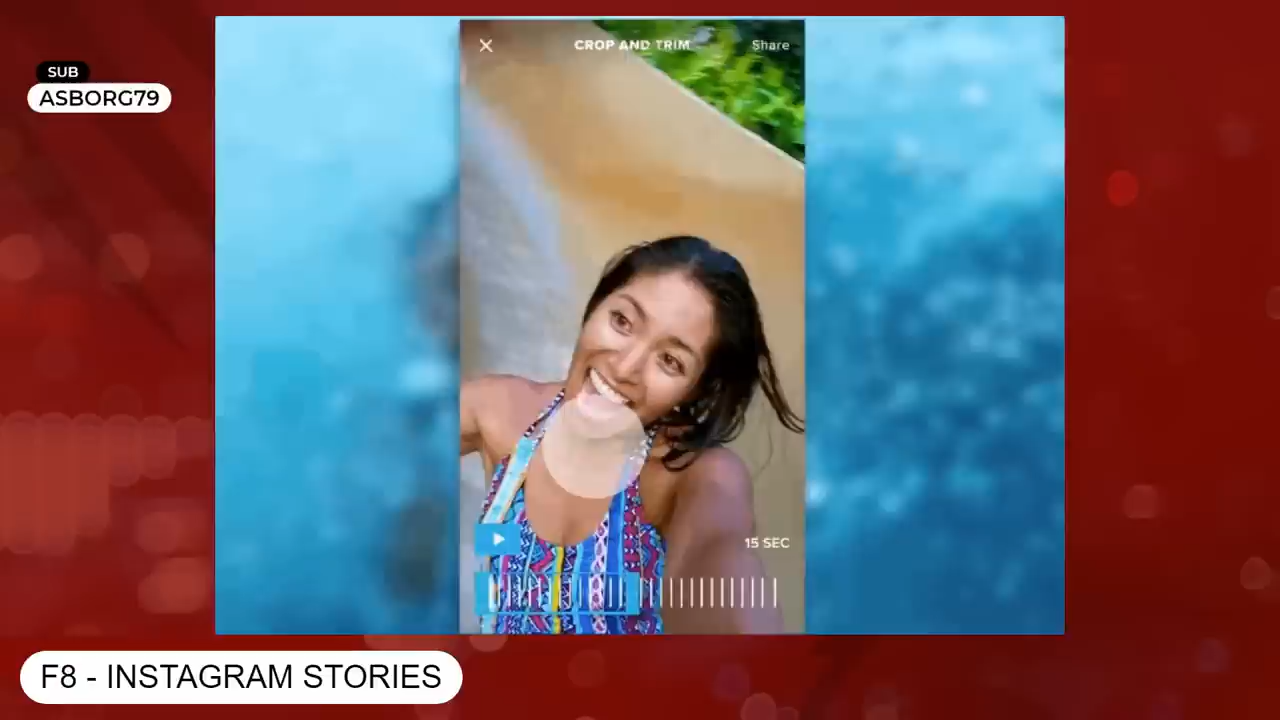 CROP AND TRIM
Share
SUB
ASBORG79
15 SEC
F8 - INSTAGRAM STORIES